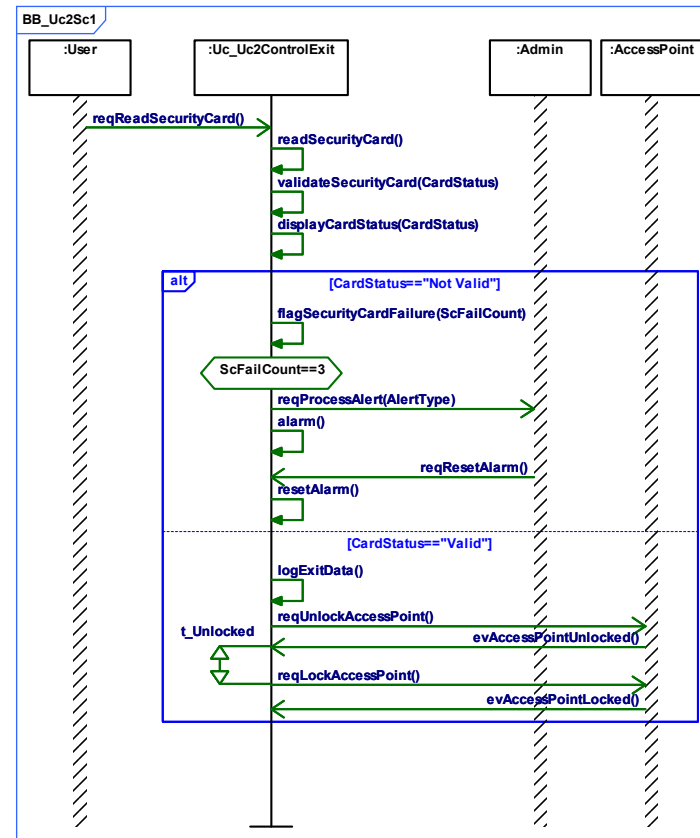 BB_Uc2Sc1
:User
:Uc_Uc2ControlExit
:Admin
:AccessPoint
reqReadSecurityCard()
readSecurityCard()
validateSecurityCard(CardStatus)
displayCardStatus(CardStatus)
alt
[CardStatus=="Not Valid"]
flagSecurityCardFailure(ScFailCount)
ScFailCount==3
reqProcessAlert(AlertType)
alarm()
reqResetAlarm()
resetAlarm()
[CardStatus=="Valid"]
logExitData()
reqUnlockAccessPoint()
t_Unlocked
evAccessPointUnlocked()
reqLockAccessPoint()
evAccessPointLocked()